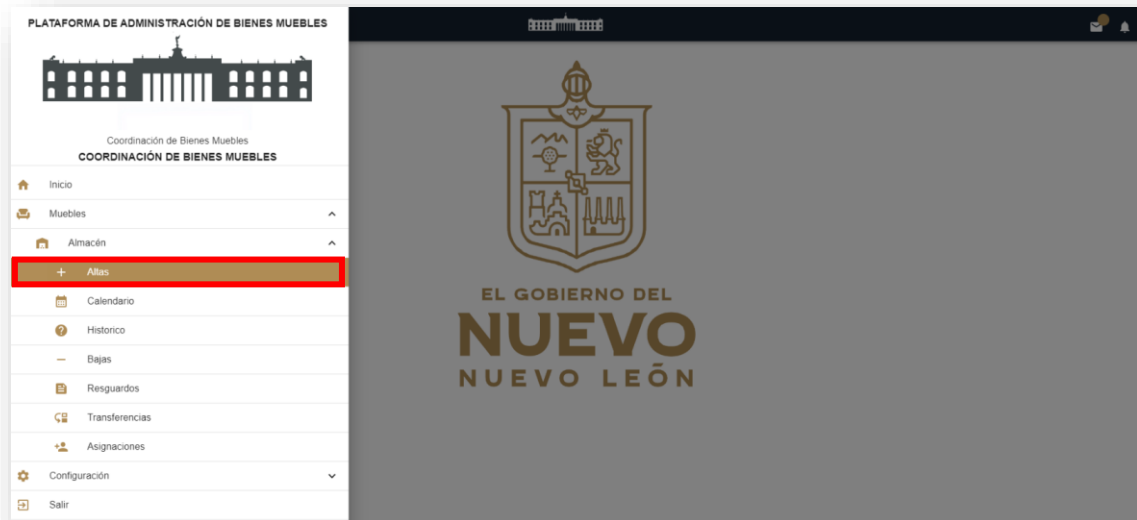 PLATAFORMA DE ADMINISTRACIÓN DE BIENES MUEBLES
Coordinación de Bienes Muebles
COORDINACIÓN DE BIENES MUEBLES
Inicio
Muebles
Almacén
Altas
Calendario
Historico
Bajas
Resguardos
Transferencias
Asignaciones
Configuración
Salir
EL GOBIERNO DEL
NUEVO
NUEVO LEÓN